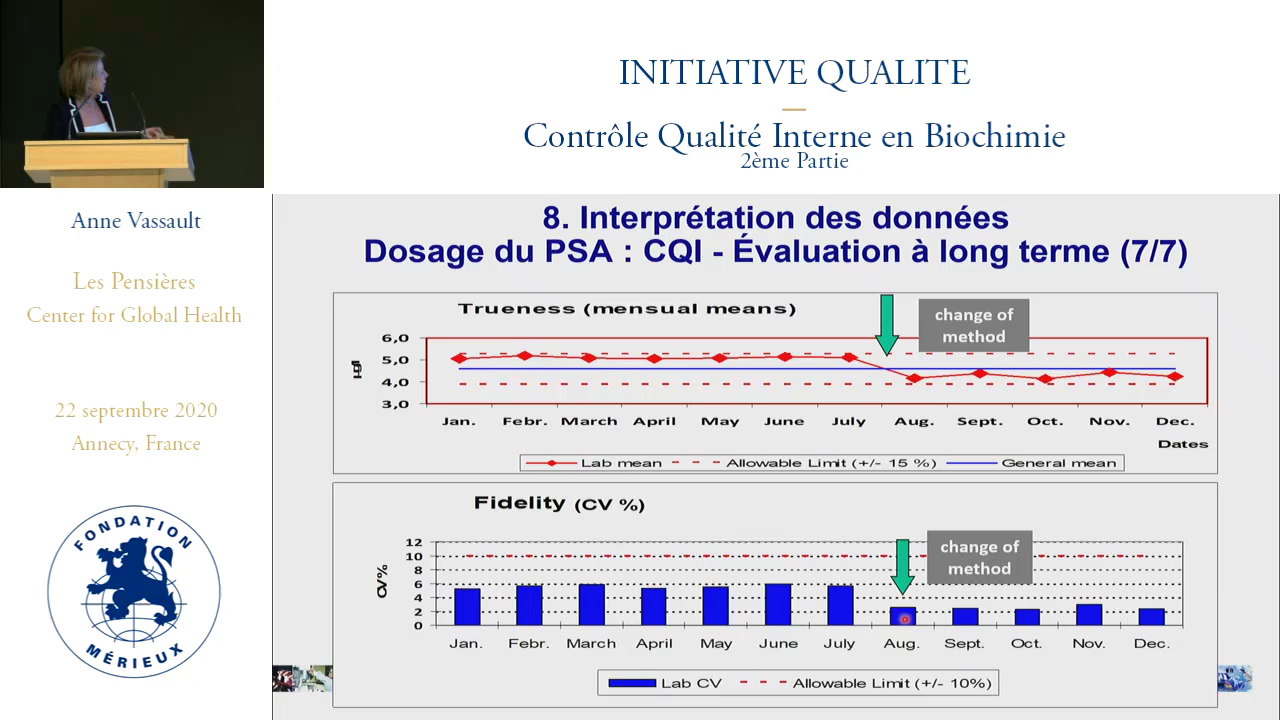 INITIATIVE QUALITE
Contrôle Qualité Interne en Biochimie
2ème Partie
Anne Vassault
Les Pensières
Center for Global Health
22 septembre 2020
Annecy, France
FONDATION
MÉRIEUX
8. Interprétation des données
Dosage du PSA : CQI - Évaluation à long terme (7/7)
Trueness (mensual means)
change of
method
µg/l
6,0
5,0
4,0
3,0
Jan. Febr. March April May June July Aug. Sept. Oct. Nov. Dec.
Dates
Lab mean Allowable Limit (+/- 15 %) General mean
Fidelity (CV %)
change of
method
CV%
12
10
8
6
4
2
0
Jan. Febr. March April May June July Aug. Sept. Oct. Nov. Dec.
Lab CV Allowable Limit (+/- 10%)